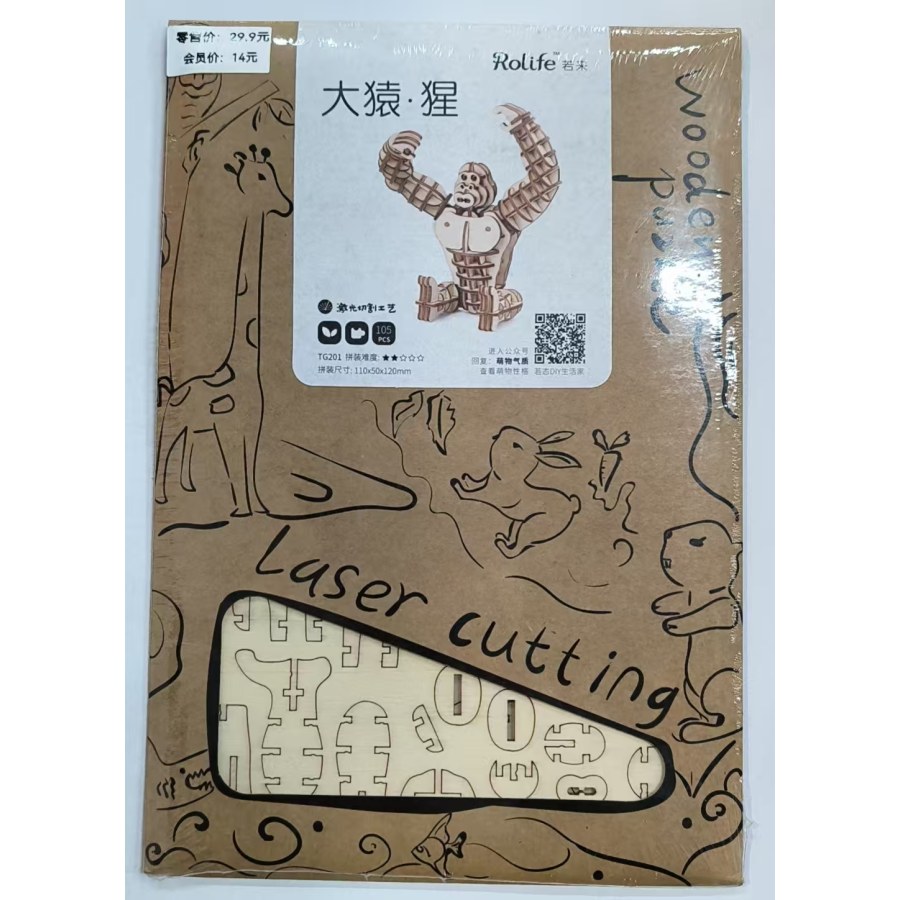 零售价：29.9元
会员价：14元
Rolife™ 若来
大猿·猩
wooden
puzzle
激光切割工艺
105
PCS
TG201 拼装难度: ★★☆☆☆
拼装尺寸: 110x50x120mm
进入公众号
回复：萌物气质
查看萌物性格 若态DIY生活家
Laser cutting